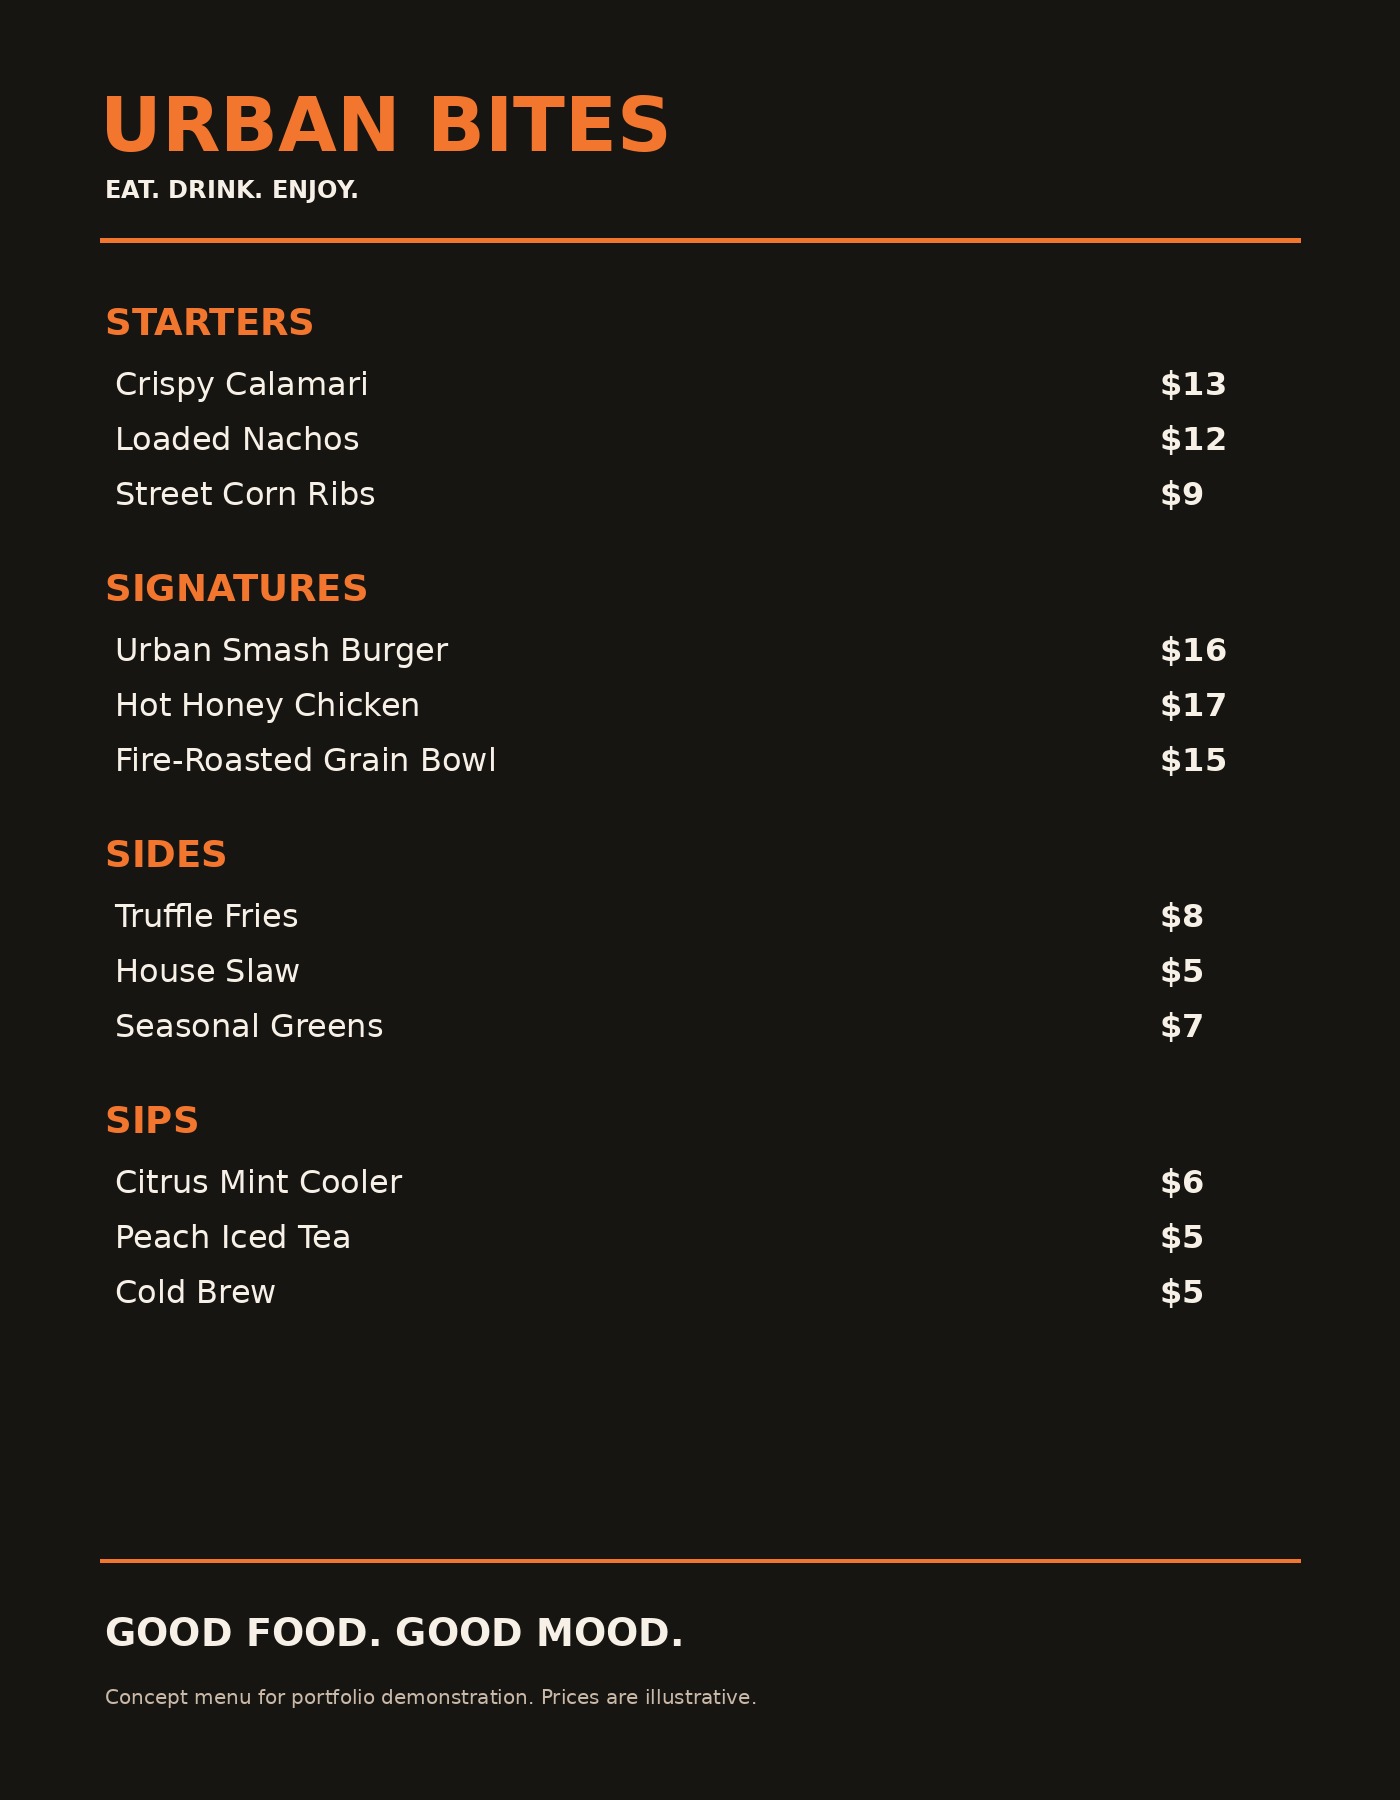 URBAN BITES
EAT. DRINK. ENJOY.
STARTERS
Crispy Calamari $13
Loaded Nachos $12
Street Corn Ribs $9
SIGNATURES
Urban Smash Burger $16
Hot Honey Chicken $17
Fire-Roasted Grain Bowl $15
SIDES
Truffle Fries $8
House Slaw $5
Seasonal Greens $7
SIPS
Citrus Mint Cooler $6
Peach Iced Tea $5
Cold Brew $5
GOOD FOOD. GOOD MOOD.
Concept menu for portfolio demonstration. Prices are illustrative.